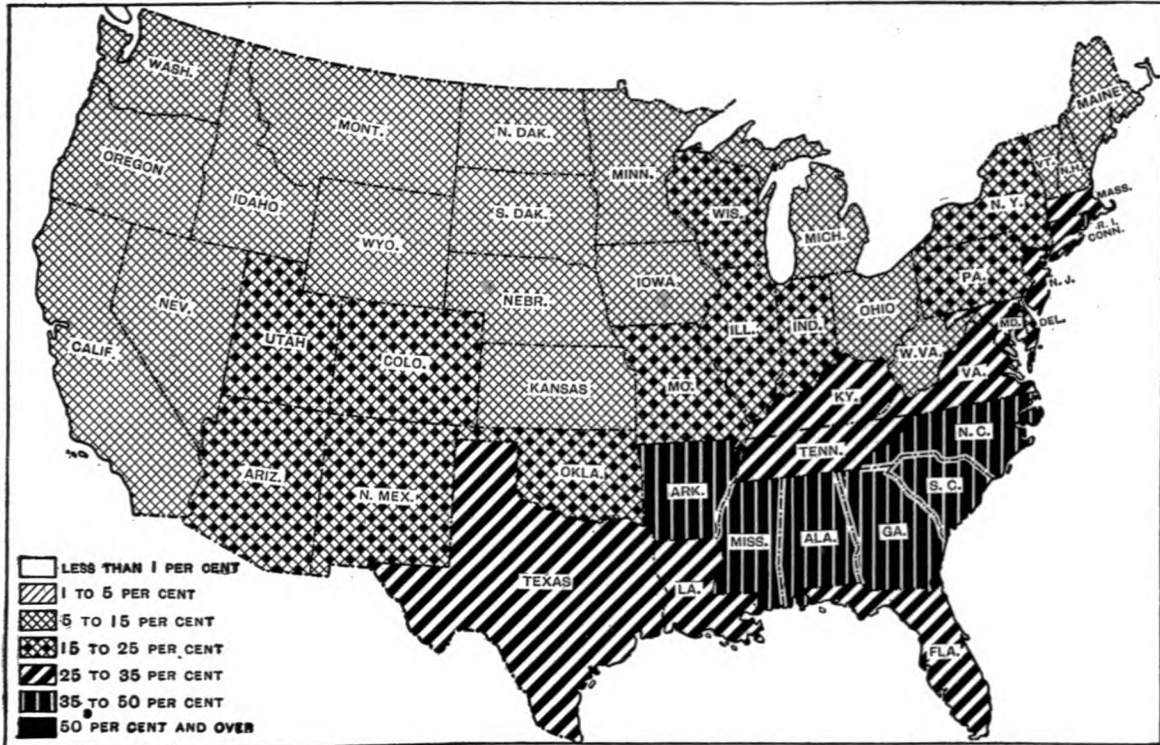 WASH.
MONT.
N. DAK.
MINN.
MAINE
OREGON
IDAHO
S. DAK.
WIS.
MICH.
VT.
N.H.
N.Y.
MASS.
R.I.
CONN.
WYO.
NEBR.
IOWA.
PA.
N.J.
NEV.
UTAH
COLO.
ILL.
IND.
OHIO
MD.
DEL.
CALIF.
KANSAS
MO.
W.VA.
VA.
KY.
TENN.
N.C.
ARIZ.
N. MEX.
OKLA.
ARK.
S.C.
MISS.
ALA.
GA.
TEXAS
LA.
FLA.
LESS THAN 1 PER CENT
1 TO 5 PER CENT
5 TO 15 PER CENT
15 TO 25 PER CENT
25 TO 35 PER CENT
35 TO 50 PER CENT
50 PER CENT AND OVER